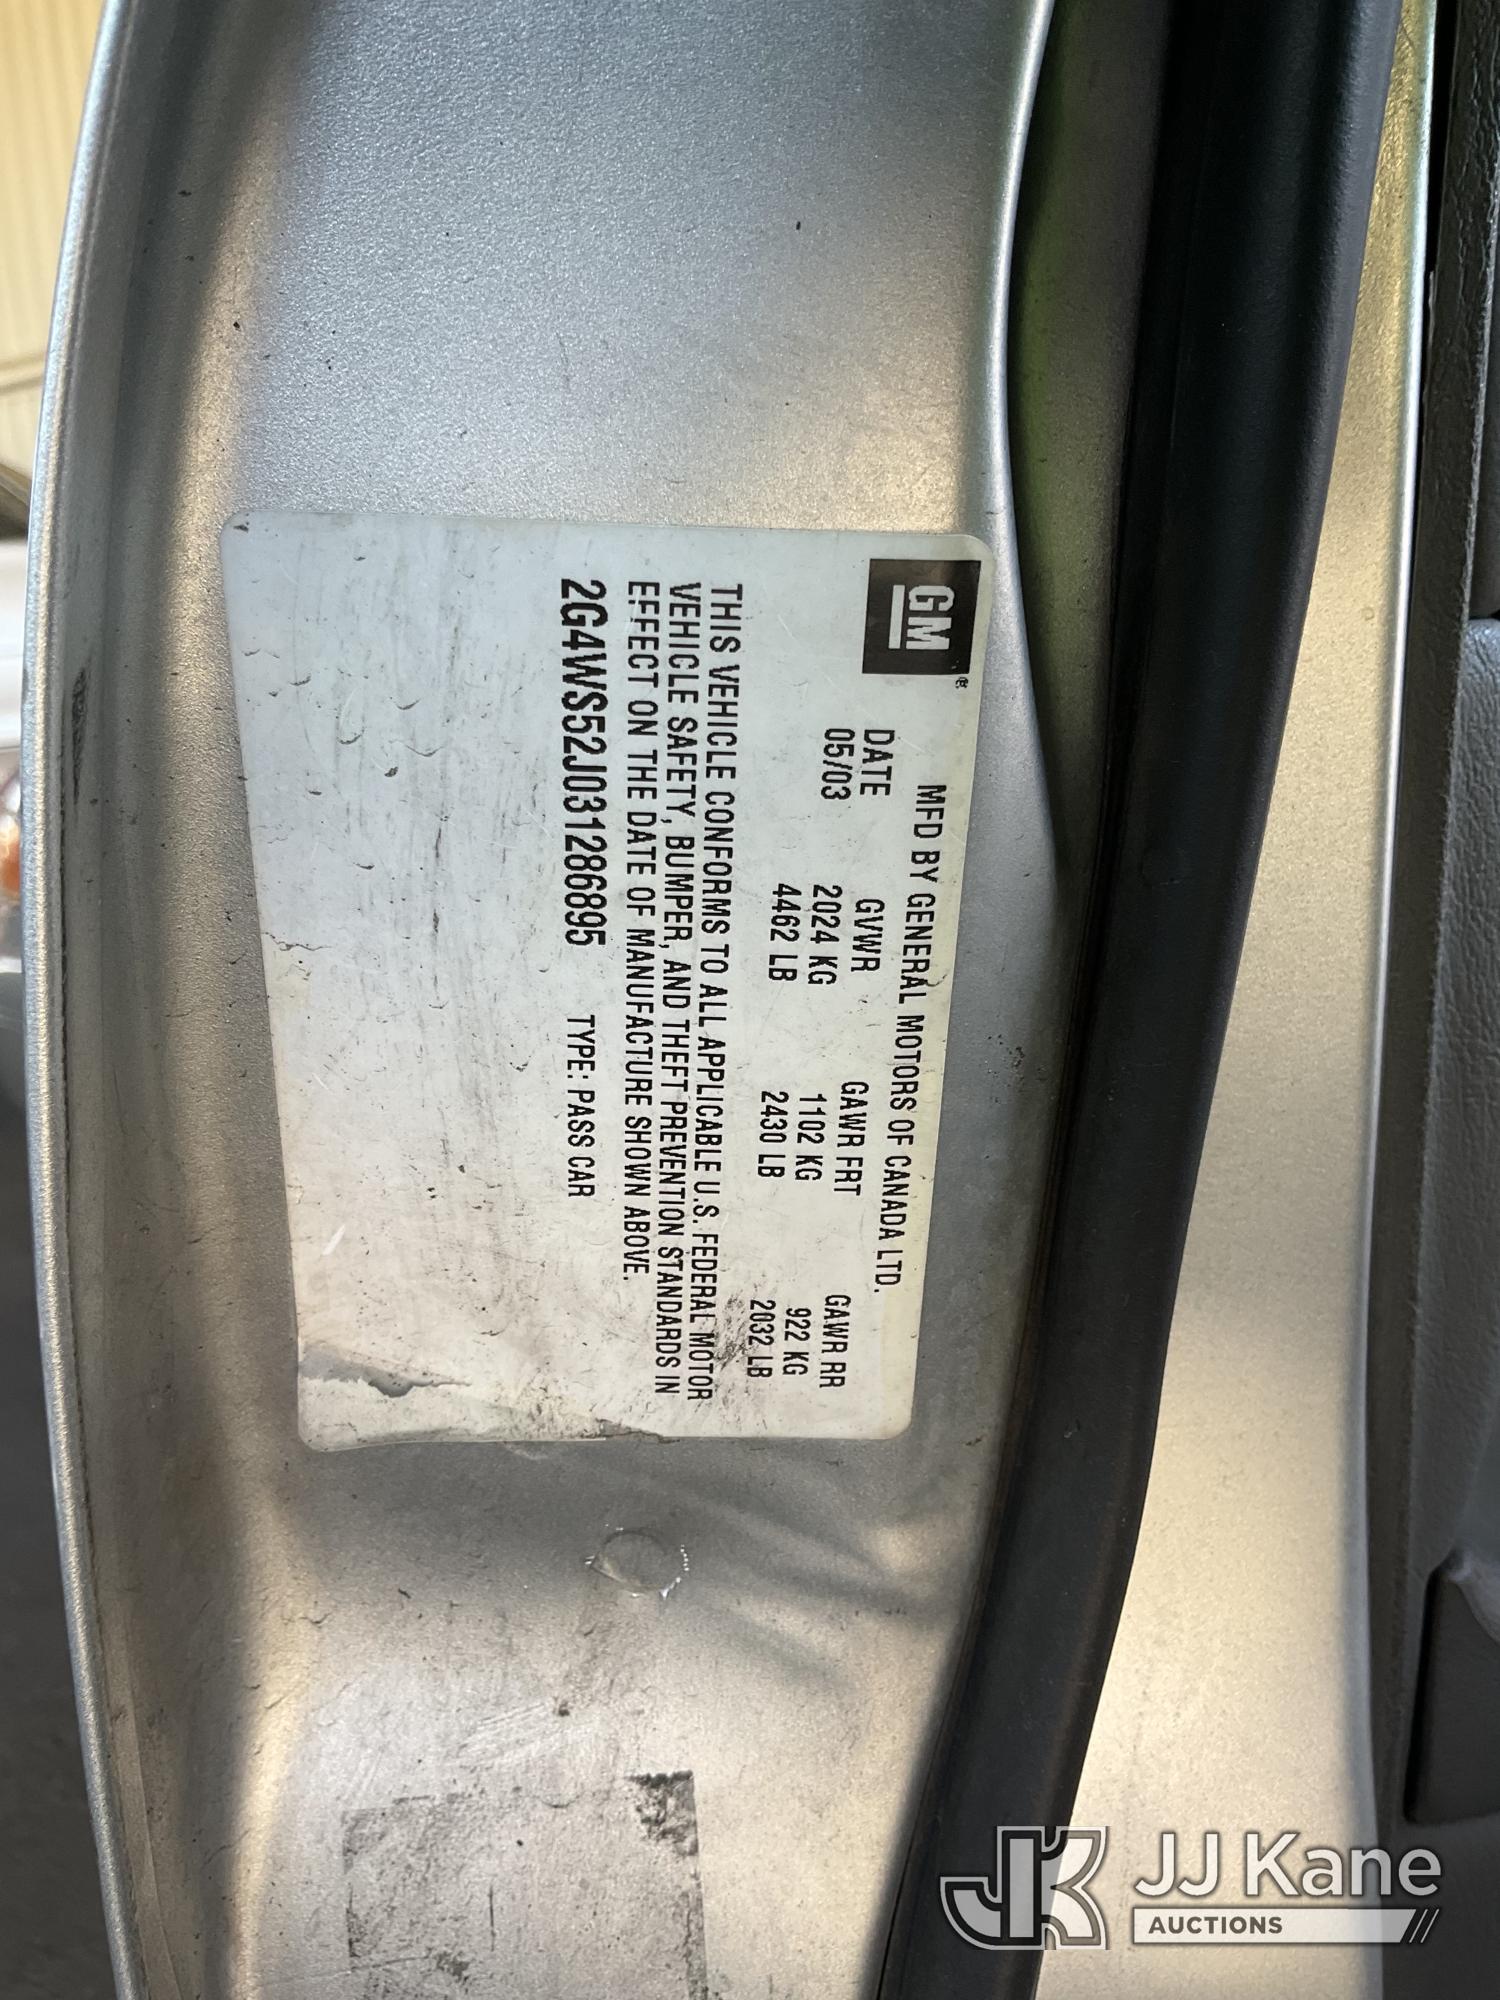 GM®
MFD BY GENERAL MOTORS OF CANADA LTD.
DATE GVWR GAWR FRT GAWR RR
05/03 2024 KG 1102 KG 922 KG
4462 LB 2430 LB 2032 LB
THIS VEHICLE CONFORMS TO ALL APPLICABLE U.S. FEDERAL MOTOR
VEHICLE SAFETY, BUMPER, AND THEFT PREVENTION STANDARDS IN
EFFECT ON THE DATE OF MANUFACTURE SHOWN ABOVE.
2G4WS52J031286895 TYPE: PASS CAR
JK JJ Kane
AUCTIONS